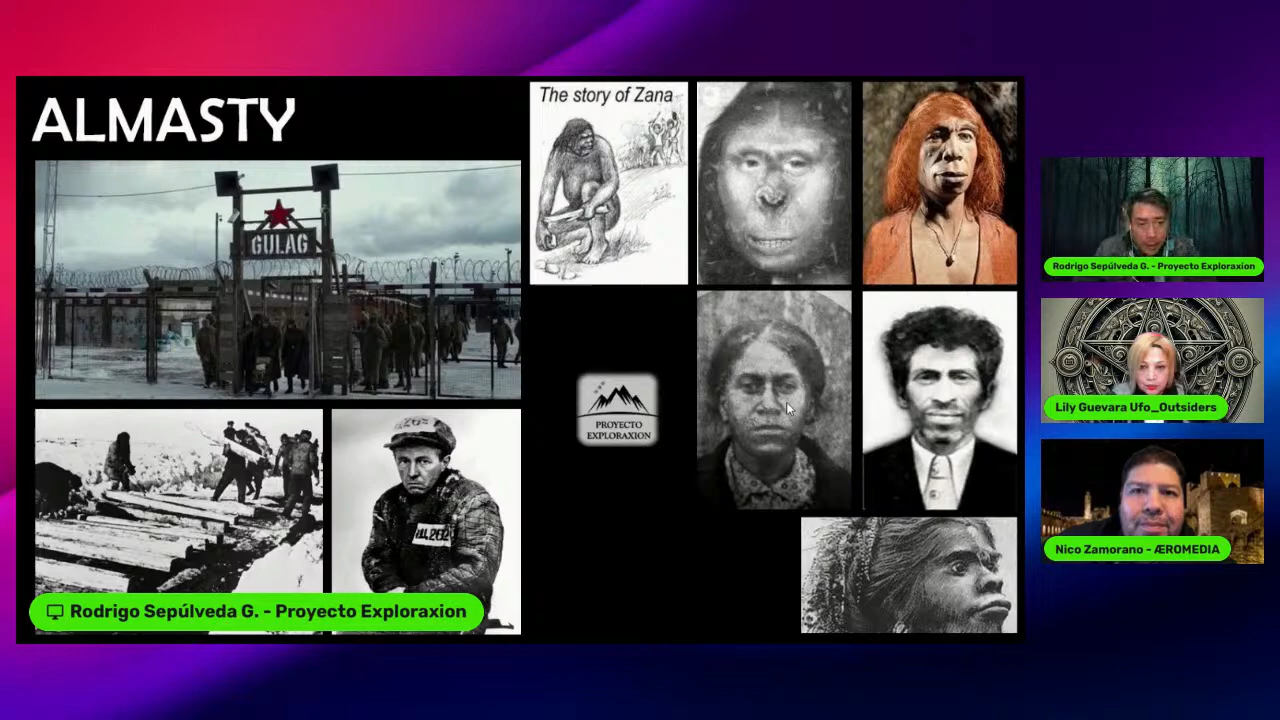 ALMASTY
The story of Zana
GULAG
PROYECTO
EXPLORAXION
Rodrigo Sepúlveda G. - Proyecto Exploraxion
Rodrigo Sepúlveda G. - Proyecto Exploraxion
Lily Guevara Ufo_Outsiders
Nico Zamorano - ÆROMEDIA